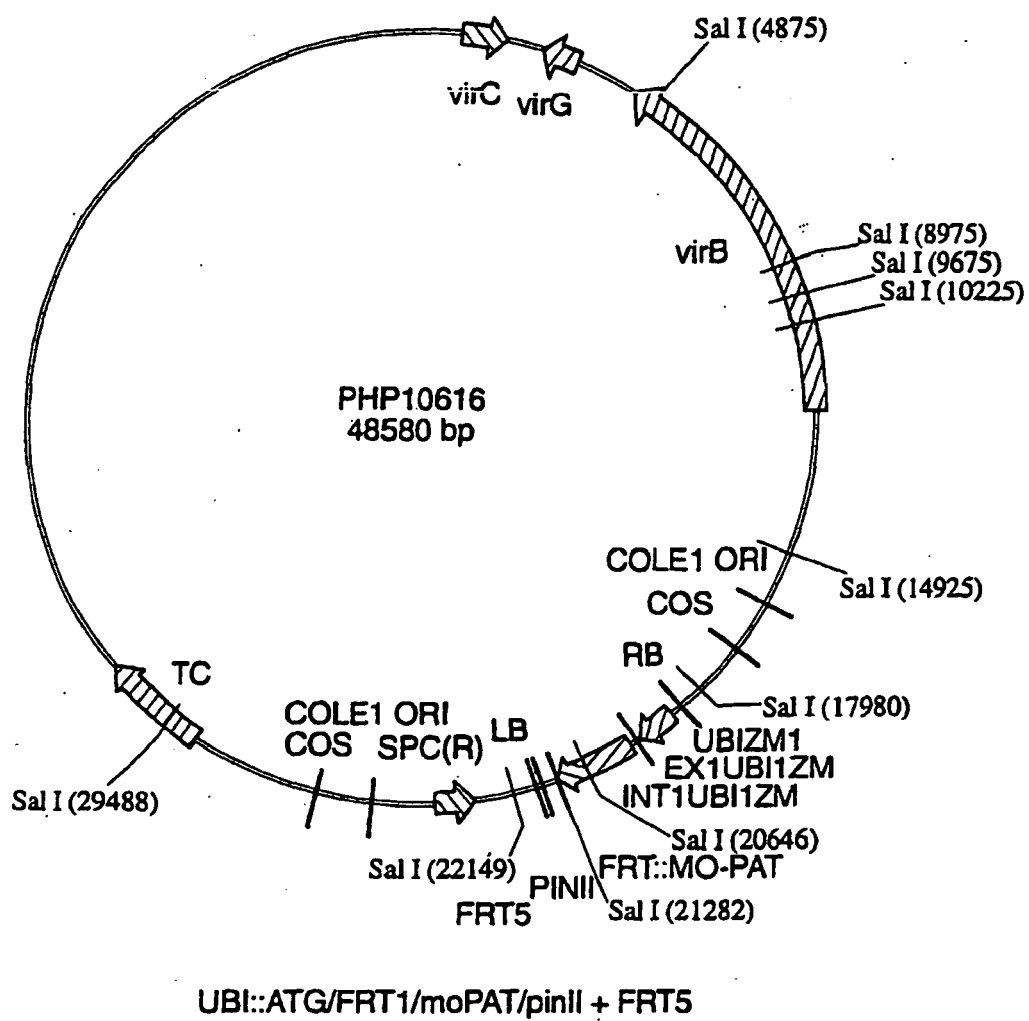 Sal I (4875)
virC
virG
Sal I (8975)
virB
Sal I (9675)
Sal I (10225)
PHP10616
48580 bp
COLE1 ORI
Sal I (14925)
COS
RB
TC
Sal I (17980)
COLE1 ORI
LB
UBIZM1
COS
SPC(R)
EX1UBI1ZM
INT1UBI1ZM
Sal I (29488)
Sal I (20646)
Sal I (22149)
FRT::MO-PAT
PINII
FRT5
Sal I (21282)
UBI::ATG/FRT1/moPAT/pinII + FRT5